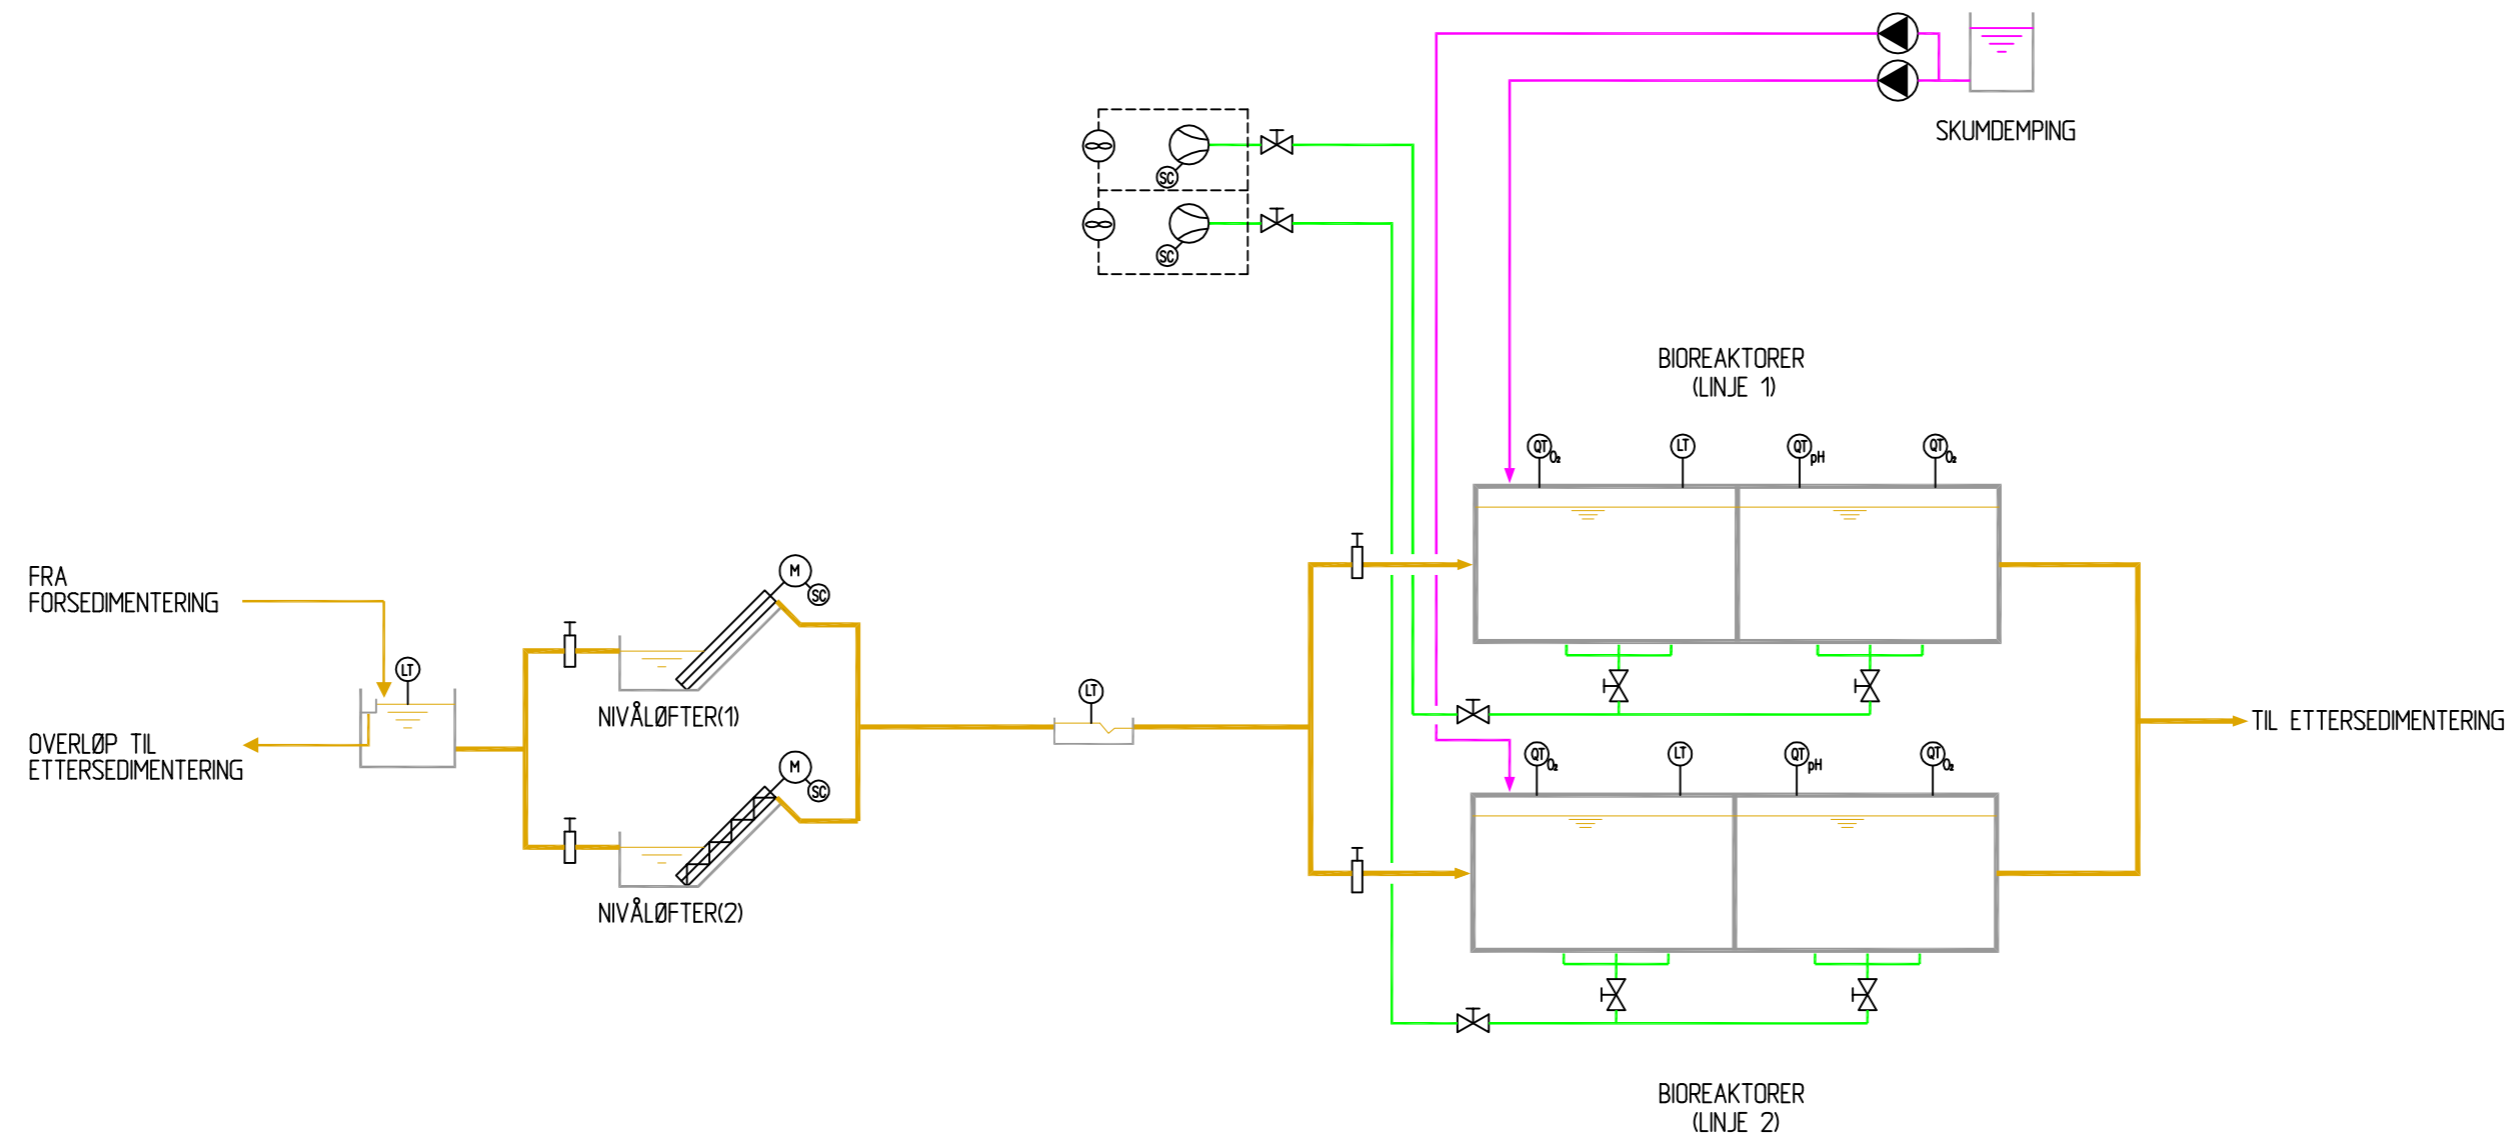 SKUMDEMPING
SC
SC
BIOREAKTORER
(LINJE 1)
QT O₂
LT
QT pH
QT O₂
FRA
FORSEDIMENTERING
LT
OVERLØP TIL
ETTERSEDIMENTERING
M
SC
NIVÅLØFTER(1)
M
SC
NIVÅLØFTER(2)
LT
TIL ETTERSEDIMENTERING
QT O₂
LT
QT pH
QT O₂
BIOREAKTORER
(LINJE 2)